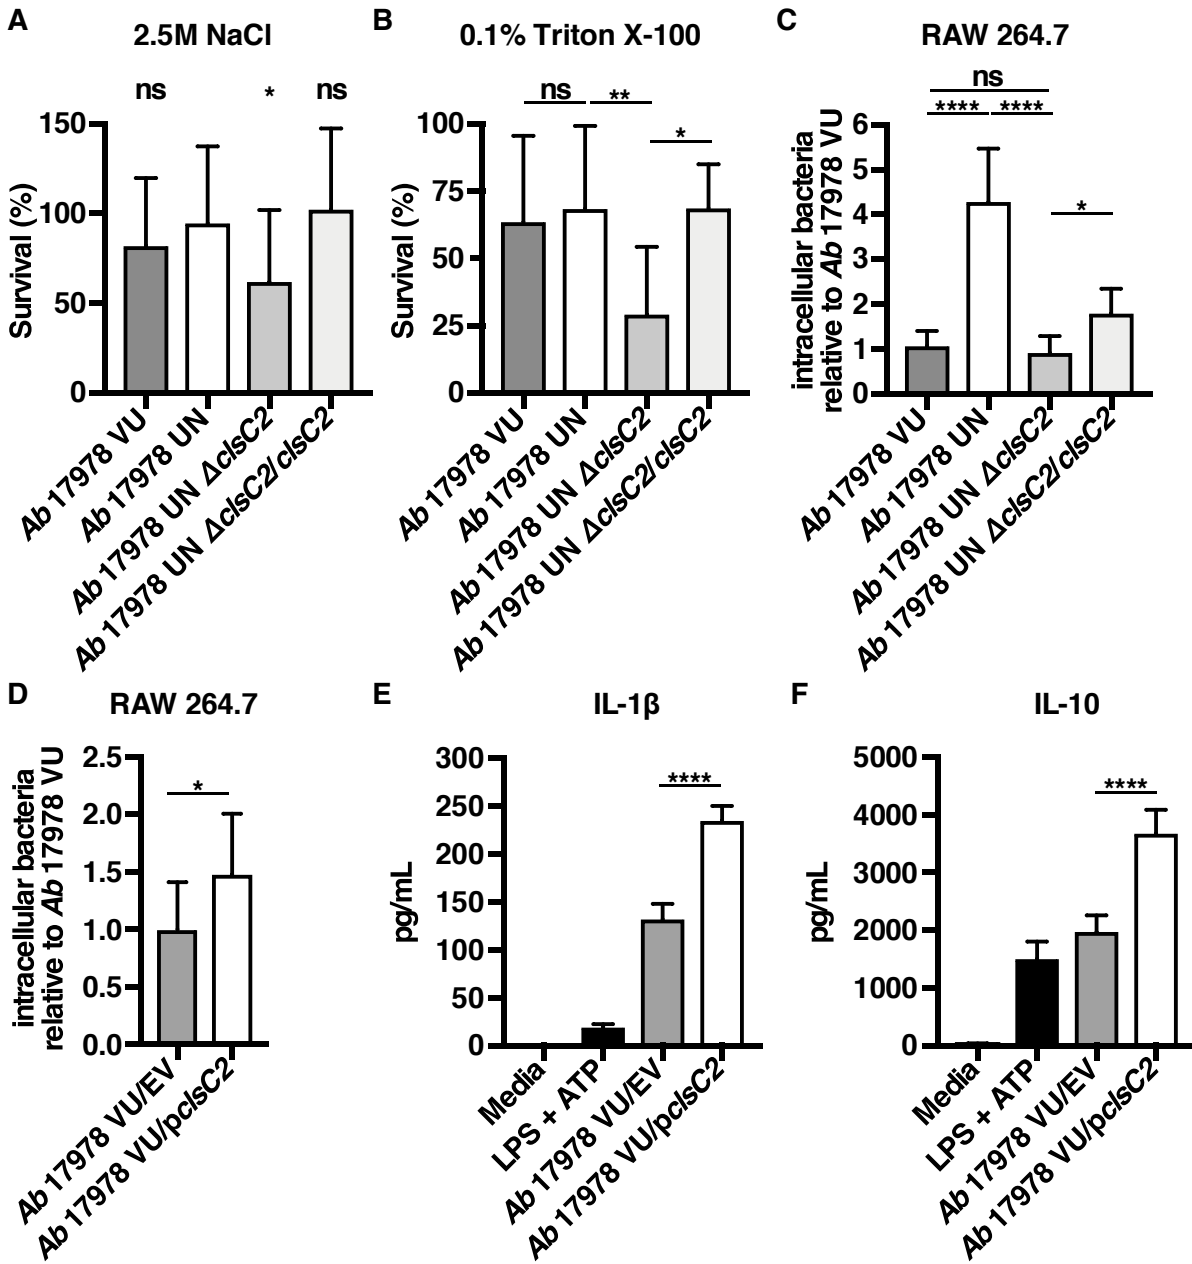 A
2.5M NaCl
ns
*
ns
Survival (%)
150
100
50
0
Ab 17978 VU
Ab 17978 UN
Ab 17978 UN ΔclsC2
Ab 17978 UN ΔclsC2/clsC2
B
0.1% Triton X-100
ns
**
*
Survival (%)
100
75
50
25
0
Ab 17978 VU
Ab 17978 UN
Ab 17978 UN ΔclsC2
Ab 17978 UN ΔclsC2/clsC2
C
RAW 264.7
ns
****
****
*
intracellular bacteria
relative to Ab 17978 VU
6
5
4
3
2
1
0
Ab 17978 VU
Ab 17978 UN
Ab 17978 UN ΔclsC2
Ab 17978 UN ΔclsC2/clsC2
D
RAW 264.7
*
intracellular bacteria
relative to Ab 17978 VU
2.5
2.0
1.5
1.0
0.5
0.0
Ab 17978 VU/EV
Ab 17978 VU/pclsC2
E
IL-1β
****
pg/mL
300
250
200
150
100
50
0
Media
LPS + ATP
Ab 17978 VU/EV
Ab 17978 VU/pclsC2
F
IL-10
****
pg/mL
5000
4000
3000
2000
1000
0
Media
LPS + ATP
Ab 17978 VU/EV
Ab 17978 VU/pclsC2